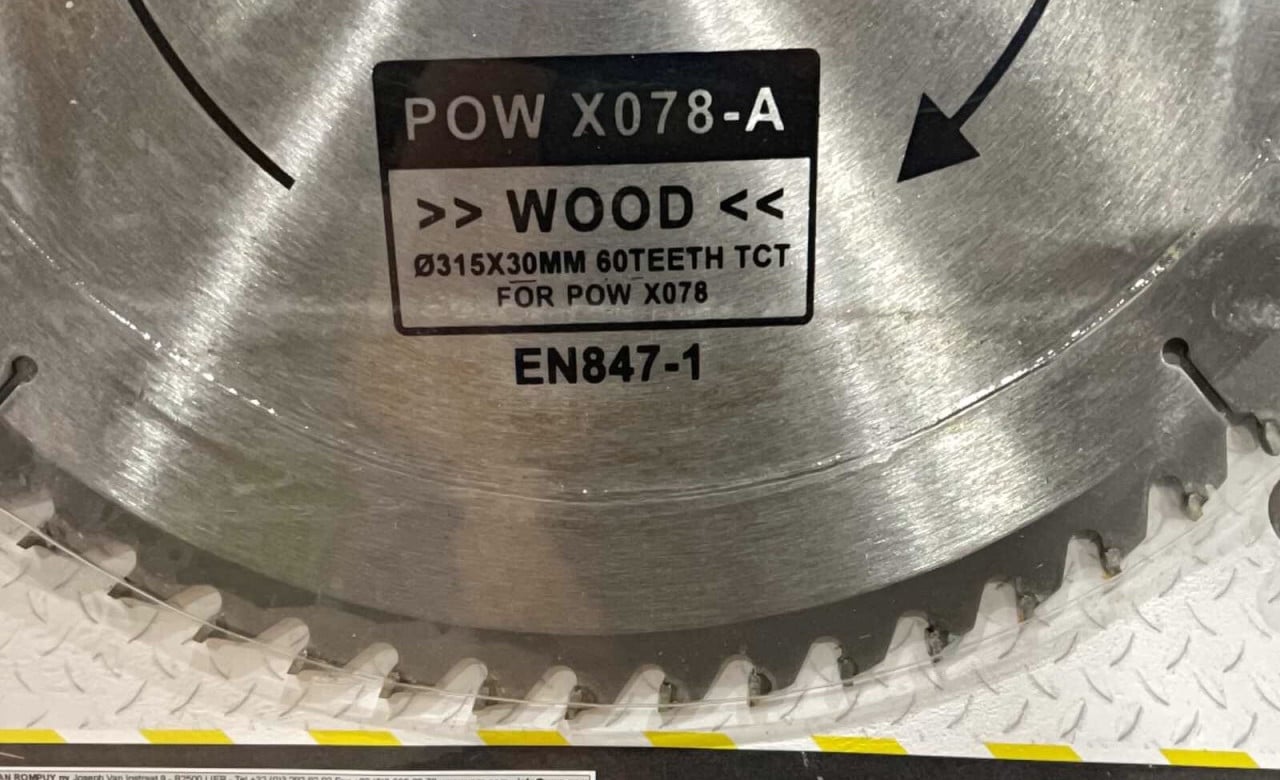 POW X078-A
>> WOOD <<
Ø315X30MM 60TEETH TCT
FOR POW X078
EN847-1